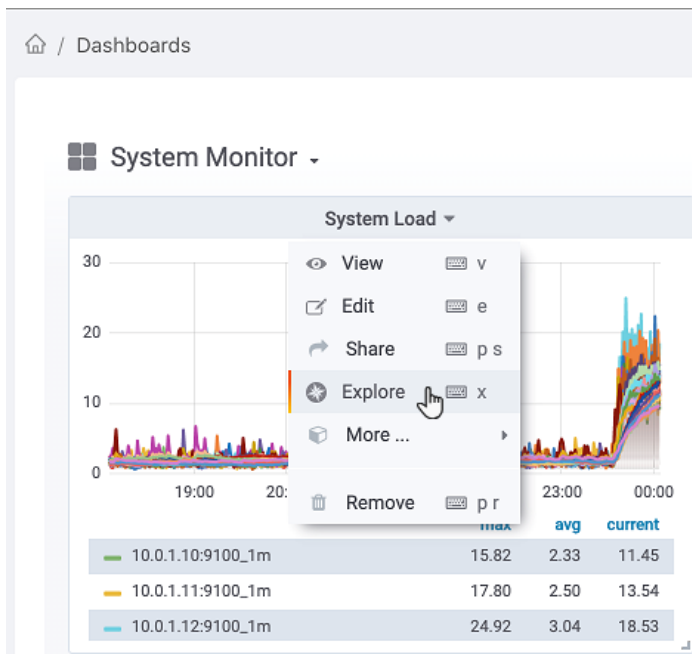 / Dashboards
System Monitor
System Load
30
20
10
0
View v
Edit e
Share p s
Explore x
More ...
Remove p r
19:00 20: 23:00 00:00
max avg current
10.0.1.10:9100_1m 15.82 2.33 11.45
10.0.1.11:9100_1m 17.80 2.50 13.54
10.0.1.12:9100_1m 24.92 3.04 18.53